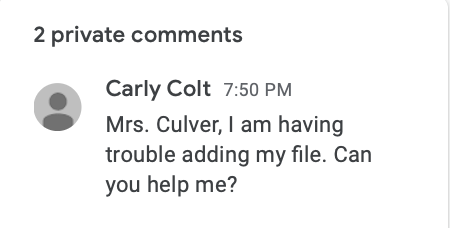 2 private comments
Carly Colt 7:50 PM
Mrs. Culver, I am having
trouble adding my file. Can
you help me?